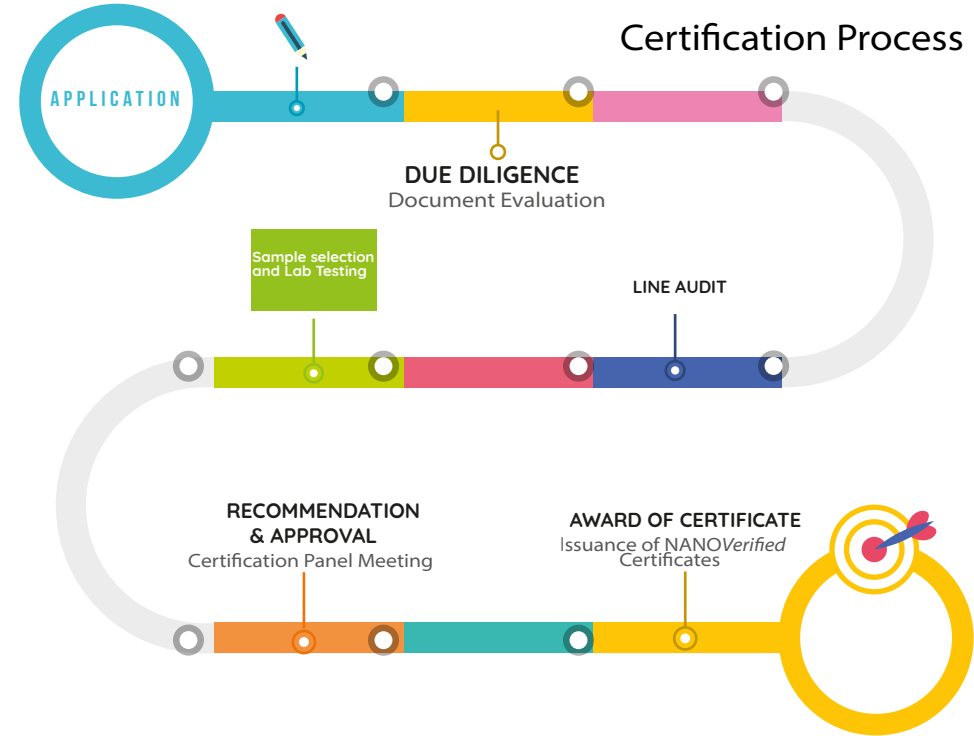 Certification Process
APPLICATION
DUE DILIGENCE
Document Evaluation
Sample selection
and Lab Testing
LINE AUDIT
RECOMMENDATION
& APPROVAL
Certification Panel Meeting
AWARD OF CERTIFICATE
Issuance of NANOVerified
Certificates